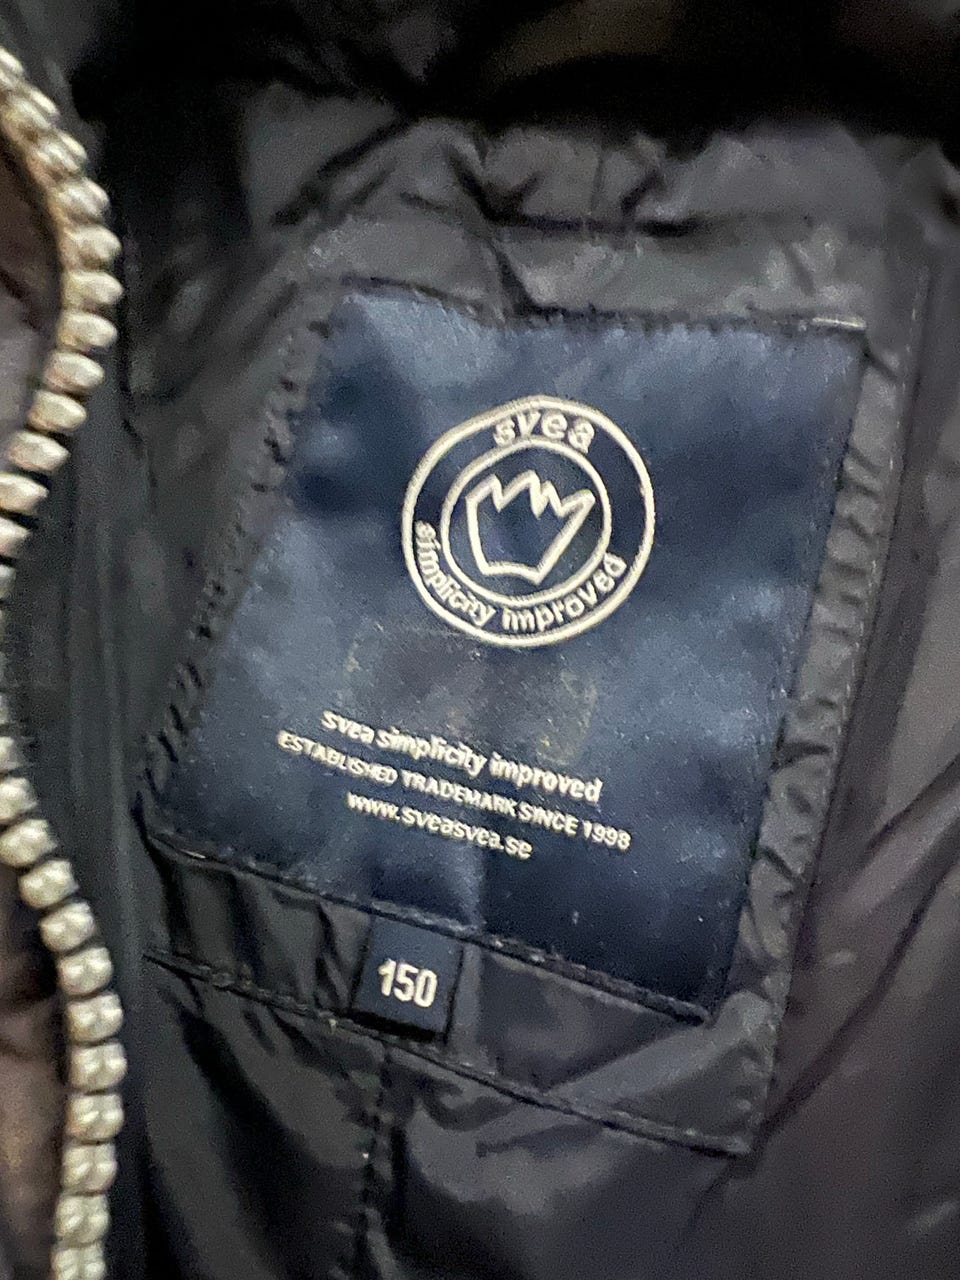 svea
simplicity improved
svea simplicity improved
ESTABLISHED TRADEMARK SINCE 1998
www.sveasvea.se
150